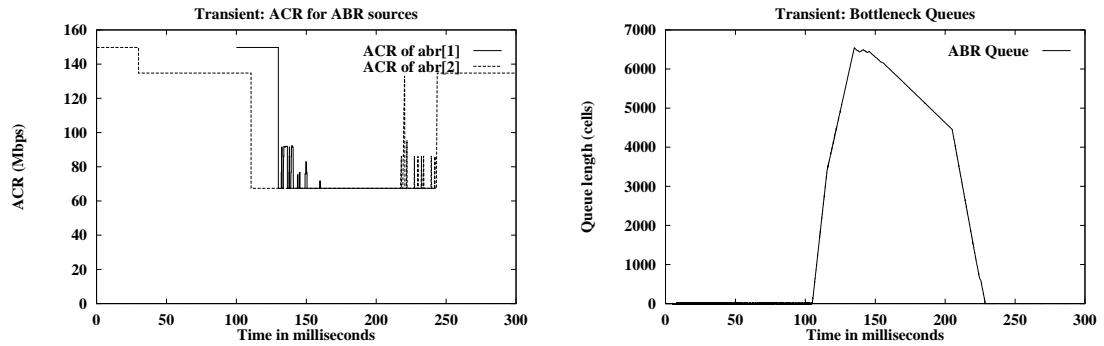 Transient: ACR for ABR sources
160
140
120
100
80
60
40
20
0
ACR (Mbps)
ACR of abr[1]
ACR of abr[2]
0 50 100 150 200 250 300
Time in milliseconds
Transient: Bottleneck Queues
7000
6000
5000
4000
3000
2000
1000
0
Queue length (cells)
ABR Queue
0 50 100 150 200 250 300
Time in milliseconds